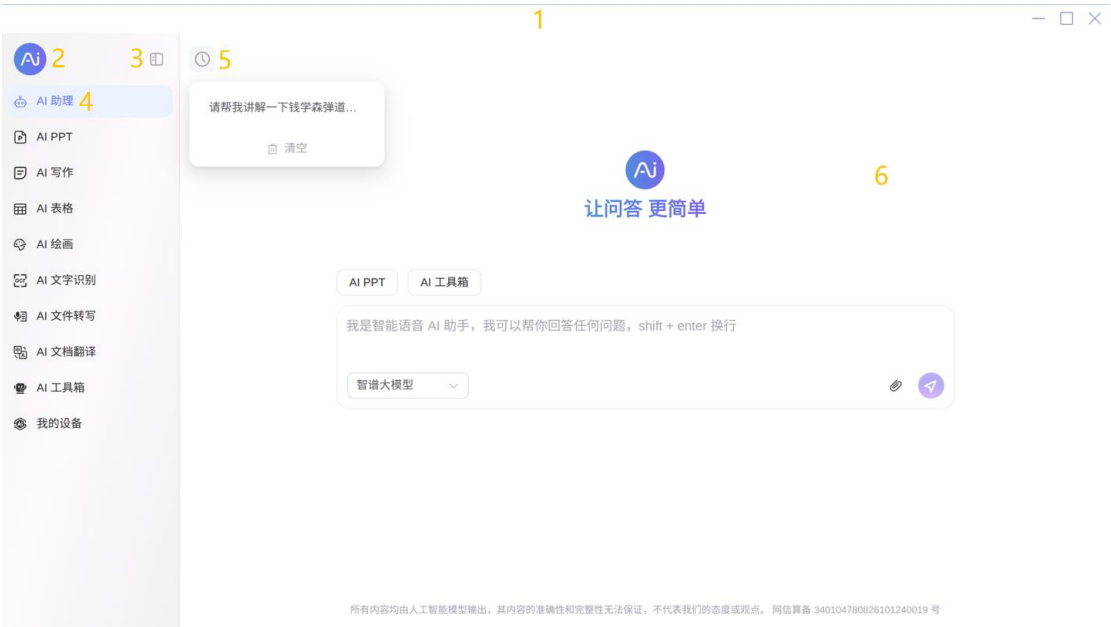 1
Ai 2 3
5
AI 助理 4
请帮我讲解一下钱学森弹道...
AI PPT
清空
AI 写作
Ai
6
AI 表格
让问答 更简单
AI 绘画
AI 文字识别
AI PPT AI 工具箱
AI 文件转写
我是智能语音 AI 助手，我可以帮你回答任何问题，shift + enter 换行
AI 文档翻译
AI 工具箱
智谱大模型
我的设备
所有内容均由人工智能模型输出，其内容的准确性和完整性无法保证，不代表我们的态度或观点。 网信算备 340104780826101240019 号